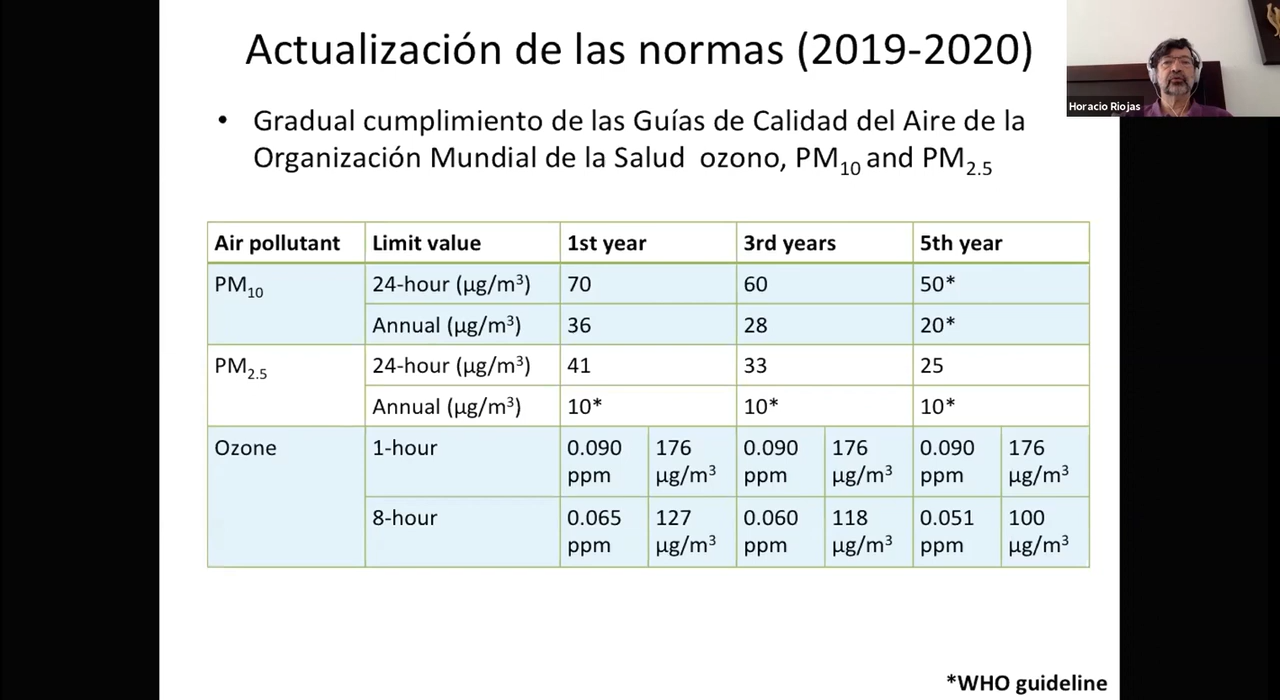 Actualización de las normas (2019-2020)
Horacio Riojas
• Gradual cumplimiento de las Guías de Calidad del Aire de la
Organización Mundial de la Salud ozono, PM10 and PM2.5
Air pollutant Limit value 1st year 3rd years 5th year
PM10 24-hour (µg/m³) 70 60 50*
Annual (µg/m³) 36 28 20*
PM2.5 24-hour (µg/m³) 41 33 25
Annual (µg/m³) 10* 10* 10*
Ozone 1-hour 0.090 176 0.090 176 0.090 176
ppm µg/m³ ppm µg/m³ ppm µg/m³
8-hour 0.065 127 0.060 118 0.051 100
ppm µg/m³ ppm µg/m³ ppm µg/m³
*WHO guideline